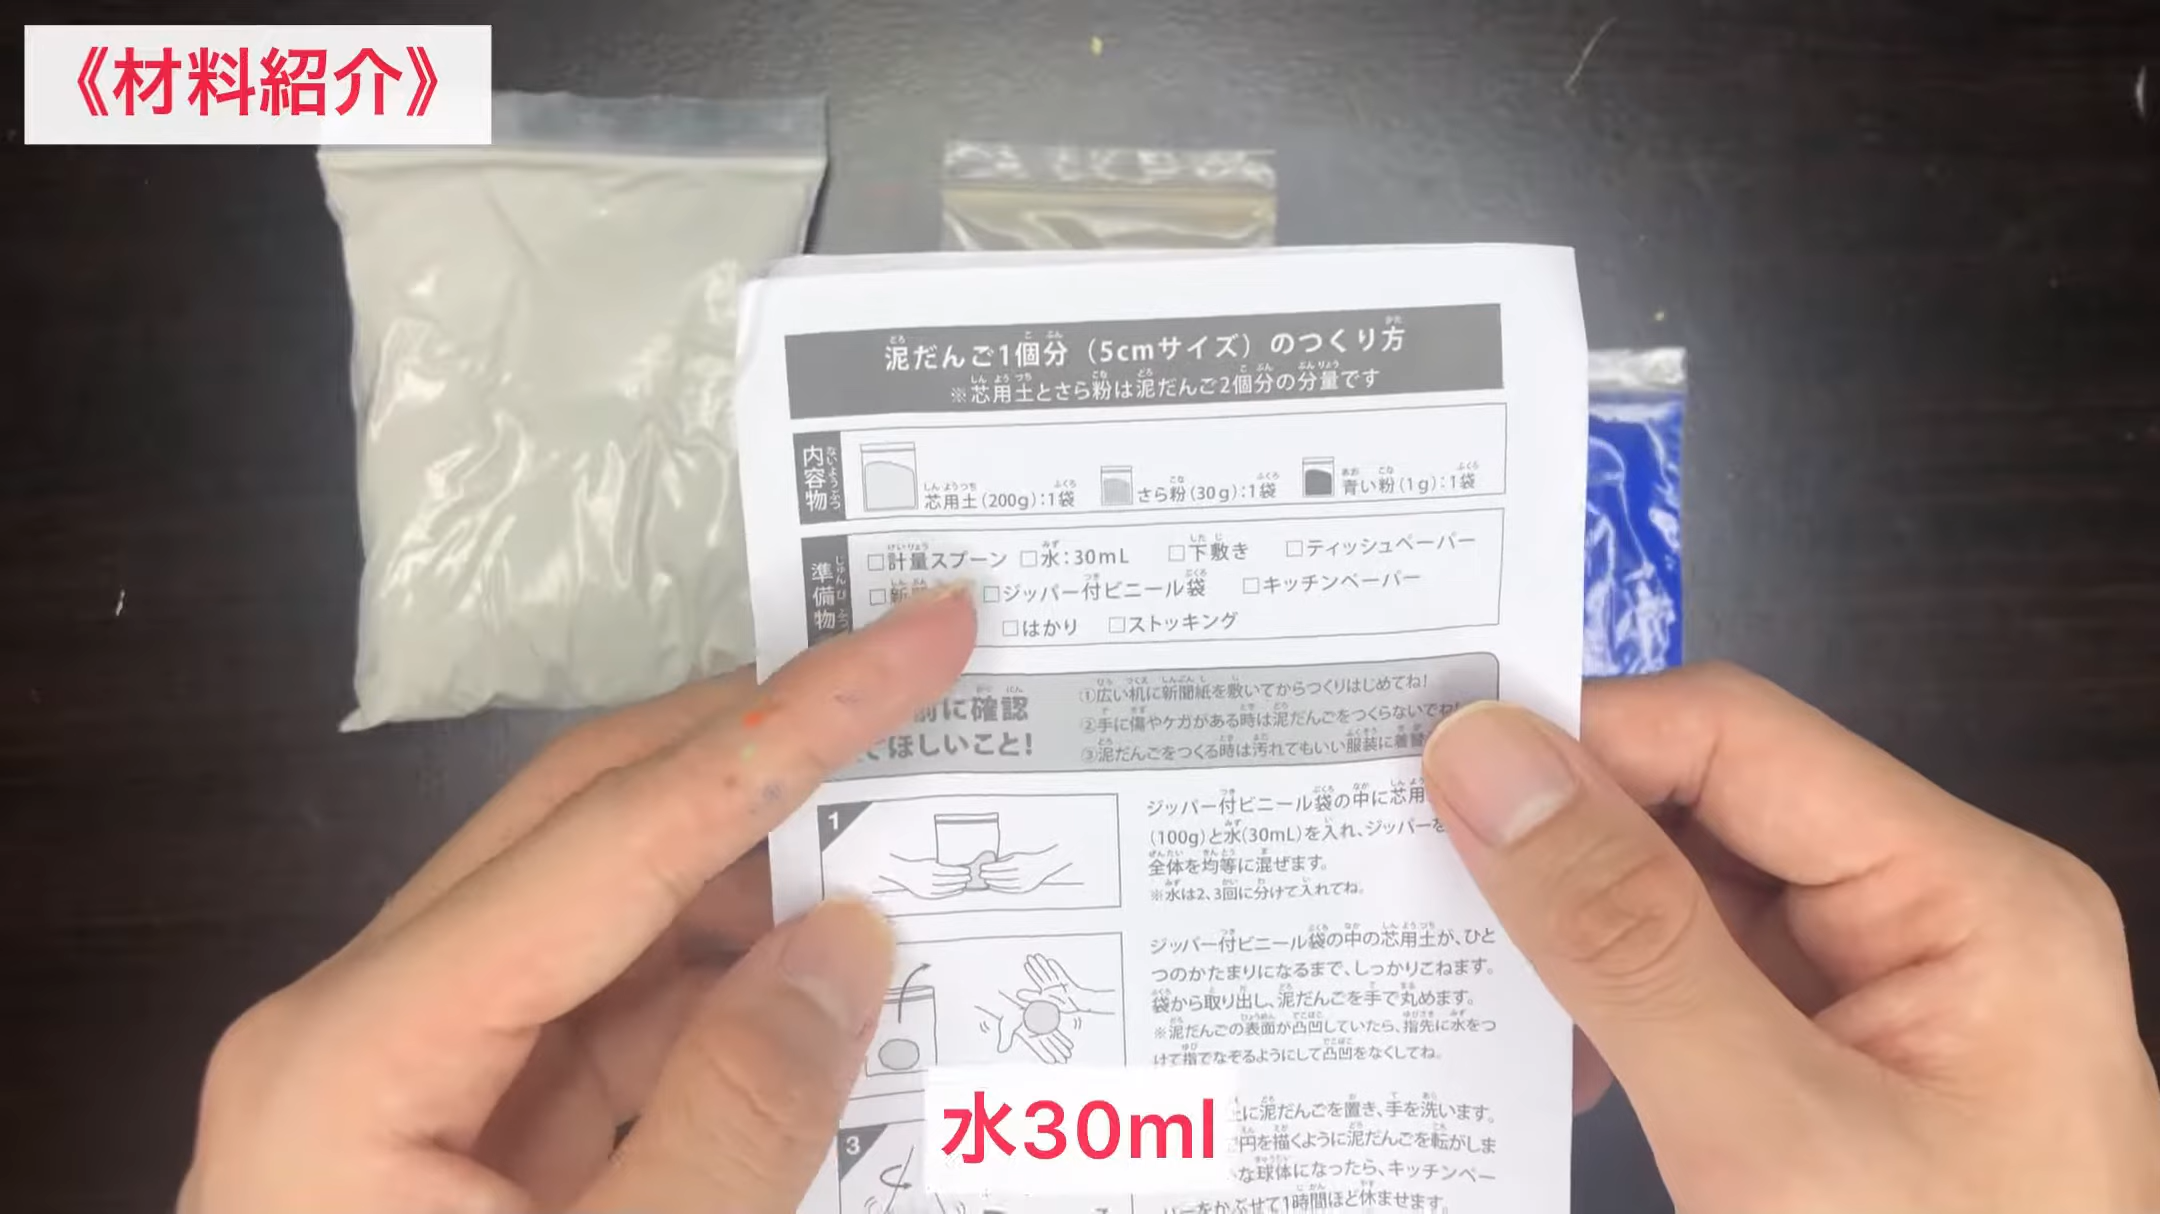 《材料紹介》
泥だんご1個分（5cmサイズ）のつくり方
※芯用土とさら粉は泥だんご2個分の分量です
内容物
芯用土(200g):1袋
さら粉(30g):1袋
青い粉(1g):1袋
準備物
□計量スプーン □水:30mL □下敷き □ティッシュペーパー
□新 □ジッパー付ビニール袋 □キッチンペーパー
□はかり □ストッキング
前に確認
てほしいこと!
①広い机に新聞紙を敷いてからつくりはじめてね!
②手に傷やケガがある時は泥だんごをつくらないでね!
③泥だんごをつくる時は汚れてもいい服装に着替
1
ジッパー付ビニール袋の中に芯用
(100g)と水(30mL)を入れ、ジッパーを
全体を均等に混ぜます。
※水は2、3回に分けて入れてね。
ジッパー付ビニール袋の中の芯用土が、ひと
つのかたまりになるまで、しっかりこねます。
袋から取り出し、泥だんごを手で丸めます。
※泥だんごの表面が凸凹していたら、指先に水をつ
けて指でなぞるようにして凸凹をなくしてね。
3
に泥だんごを置き、手を洗います。
円を描くように泥だんごを転がしま
な球体になったら、キッチンペー
パーをかぶせて1時間ほど休ませます。
水30ml